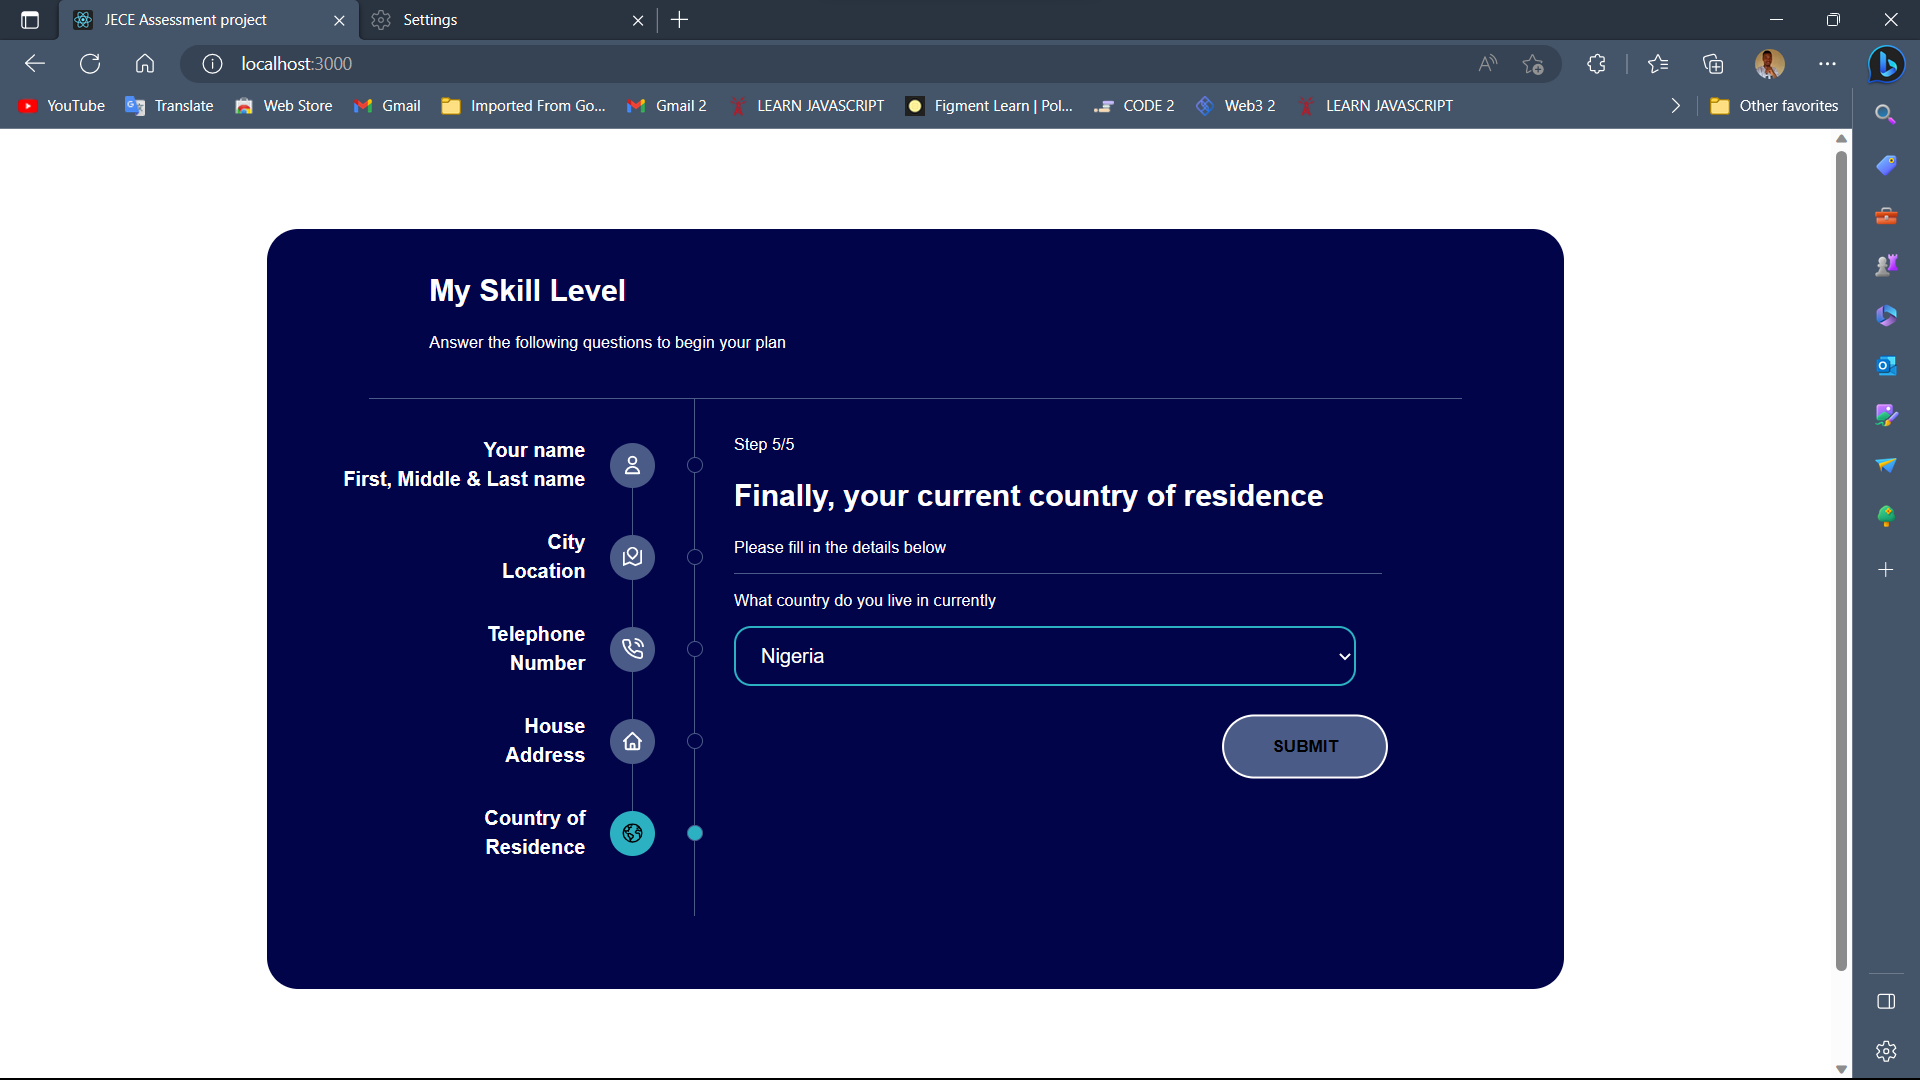 JECE Assessment project
Settings
localhost:3000
YouTube
Translate
Web Store
Gmail
Imported From Go...
Gmail 2
LEARN JAVASCRIPT
Figment Learn | Pol...
CODE 2
Web3 2
LEARN JAVASCRIPT
Other favorites
My Skill Level
Answer the following questions to begin your plan
Your name
First, Middle & Last name
City
Location
Telephone
Number
House
Address
Country of
Residence
Step 5/5
Finally, your current country of residence
Please fill in the details below
What country do you live in currently
Nigeria
SUBMIT